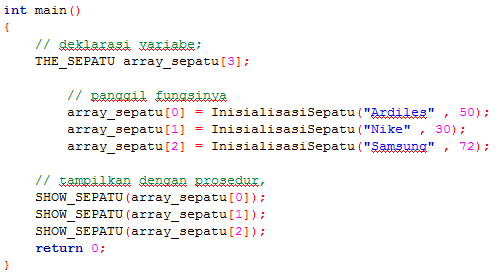 int main()
{
// deklarasi variabe;
THE_SEPATU array_sepatu[3];
// panggil fungsinya
array_sepatu[0] = InisialisasiSepatu("Ardiles" , 50);
array_sepatu[1] = InisialisasiSepatu("Nike" , 30);
array_sepatu[2] = InisialisasiSepatu("Samsung" , 72);
// tampilkan dengan prosedur,
SHOW_SEPATU(array_sepatu[0]);
SHOW_SEPATU(array_sepatu[1]);
SHOW_SEPATU(array_sepatu[2]);
return 0;
}